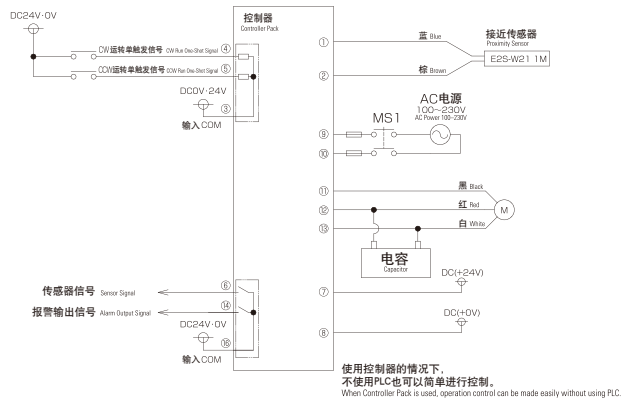 DC24V·0V
控制器
Controller Pack
CW运转单触发信号 CW Run One-Shot Signal ④
CCW运转单触发信号 CCW Run One-Shot Signal ⑤
DC0V·24V
③
输入COM
① 蓝 Blue
② 棕 Brown
接近传感器
Proximity Sensor
E2S-W21 1M
AC电源
100~230V
AC Power 100~230V
MS1
⑨
⑩
⑪ 黑 Black
⑫ 红 Red
⑬ 白 White
M
电容
Capacitor
传感器信号 Sensor Signal ⑥
报警输出信号 Alarm Output Signal ⑭
DC24V·0V
⑯
输入COM
DC(+24V)
⑦
DC(+0V)
⑧
使用控制器的情况下，
不使用PLC也可以简单进行控制。
When Controller Pack is used, operation control can be made easily without using PLC.